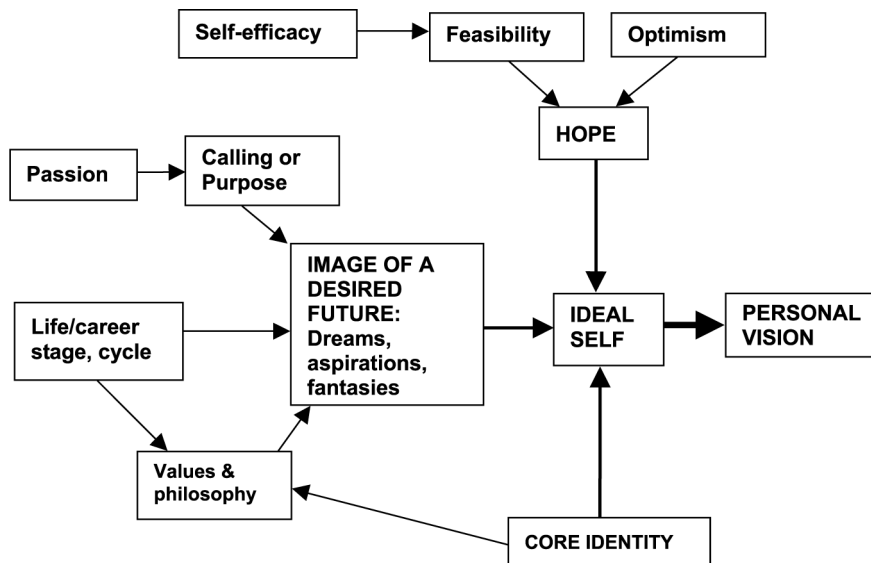 Self-efficacy
Feasibility
Optimism
HOPE
Passion
Calling or
Purpose
IMAGE OF A
DESIRED
FUTURE:
Dreams,
aspirations,
fantasies
Life/career
stage, cycle
IDEAL
SELF
PERSONAL
VISION
Values &
philosophy
CORE IDENTITY